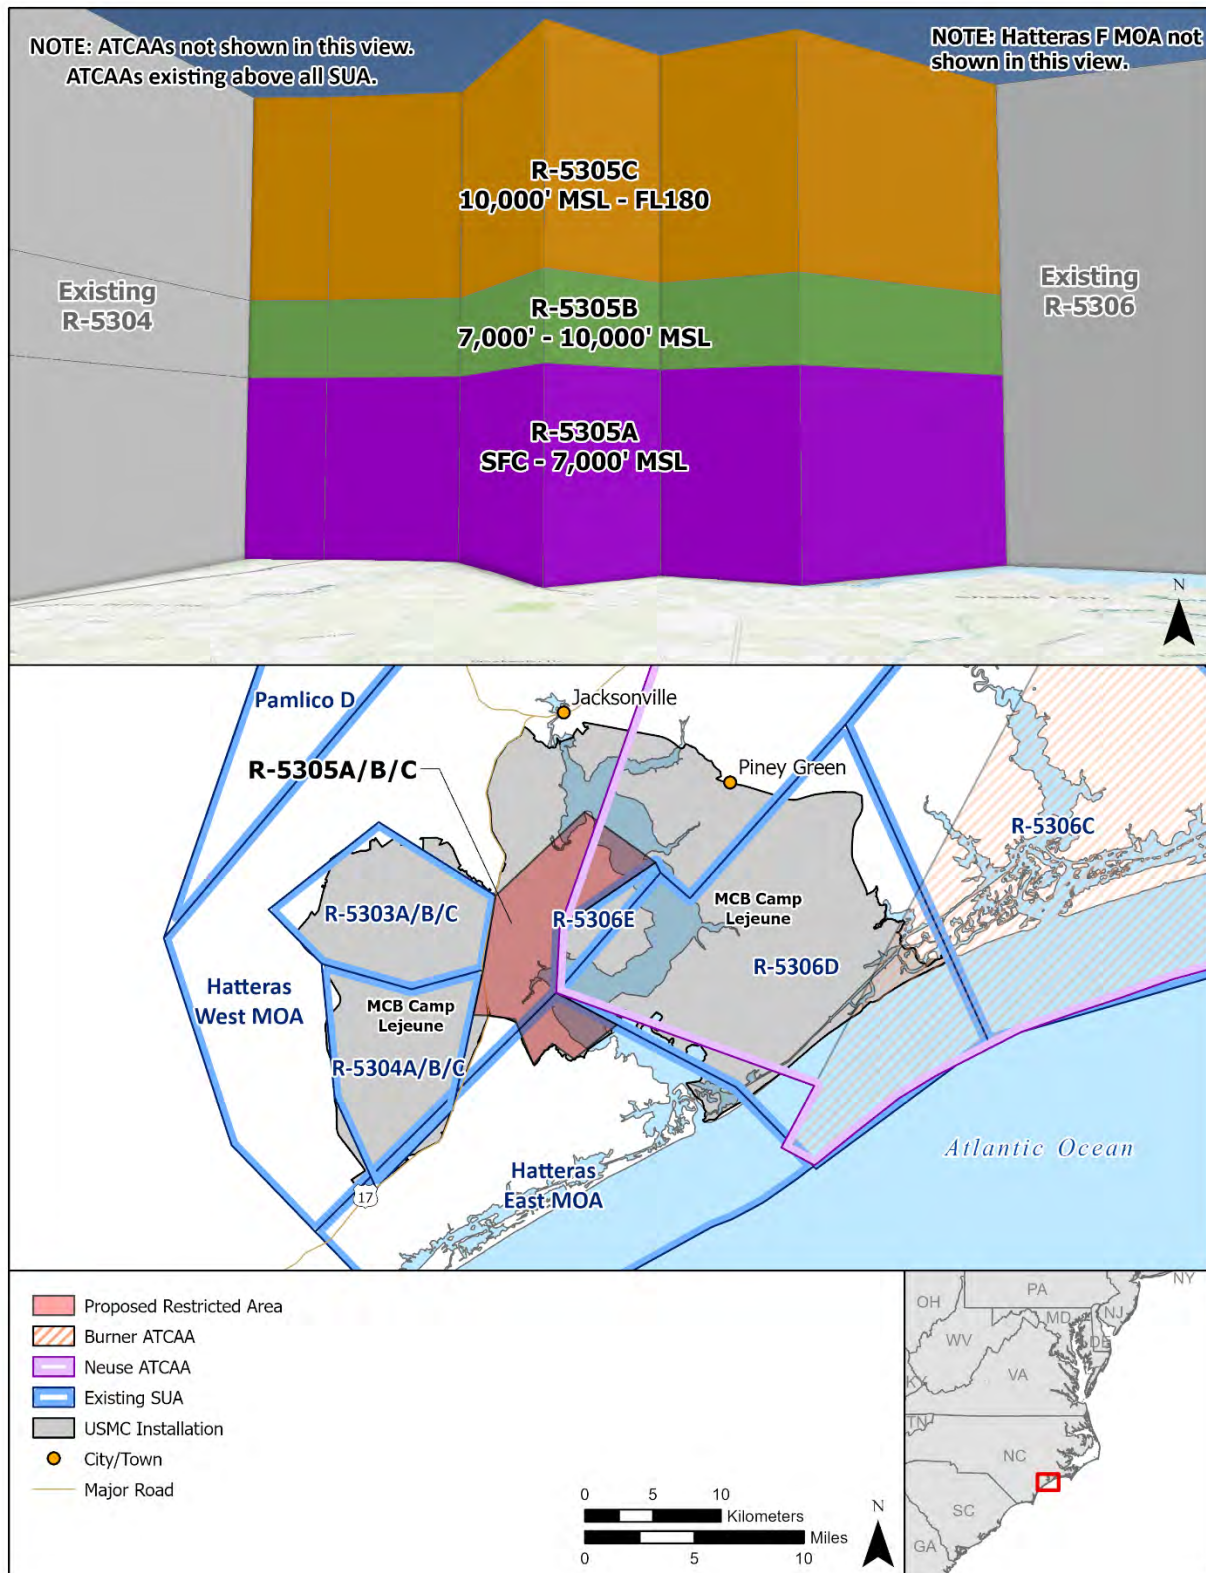 NOTE: ATCAAs not shown in this view.
ATCAAs existing above all SUA.
NOTE: Hatteras F MOA not
shown in this view.
R-5305C
10,000' MSL - FL180
Existing
R-5304
R-5305B
7,000' - 10,000' MSL
Existing
R-5306
R-5305A
SFC - 7,000' MSL
N
Pamlico D
Jacksonville
R-5305A/B/C
Piney Green
R-5306C
R-5303A/B/C
R-5306E
MCB Camp
Lejeune
R-5306D
Hatteras
West MOA
MCB Camp
Lejeune
R-5304A/B/C
Atlantic Ocean
Hatteras
East MOA
17
Proposed Restricted Area
Burner ATCAA
Neuse ATCAA
Existing SUA
USMC Installation
City/Town
Major Road
0 5 10
Kilometers
Miles
0 5 10
N
NY
PA
OH
NJ
MD
DE
WV
VA
KY
TN
NC
SC
GA